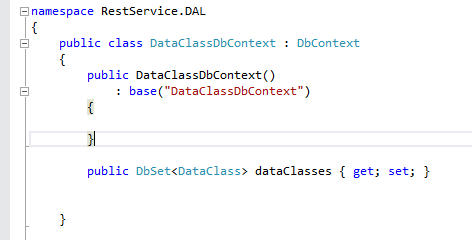 namespace RestService.DAL
{
    public class DataClassDbContext : DbContext
    {
        public DataClassDbContext()
            : base("DataClassDbContext")
        {

        }

        public DbSet<DataClass> dataClasses { get; set; }


    }